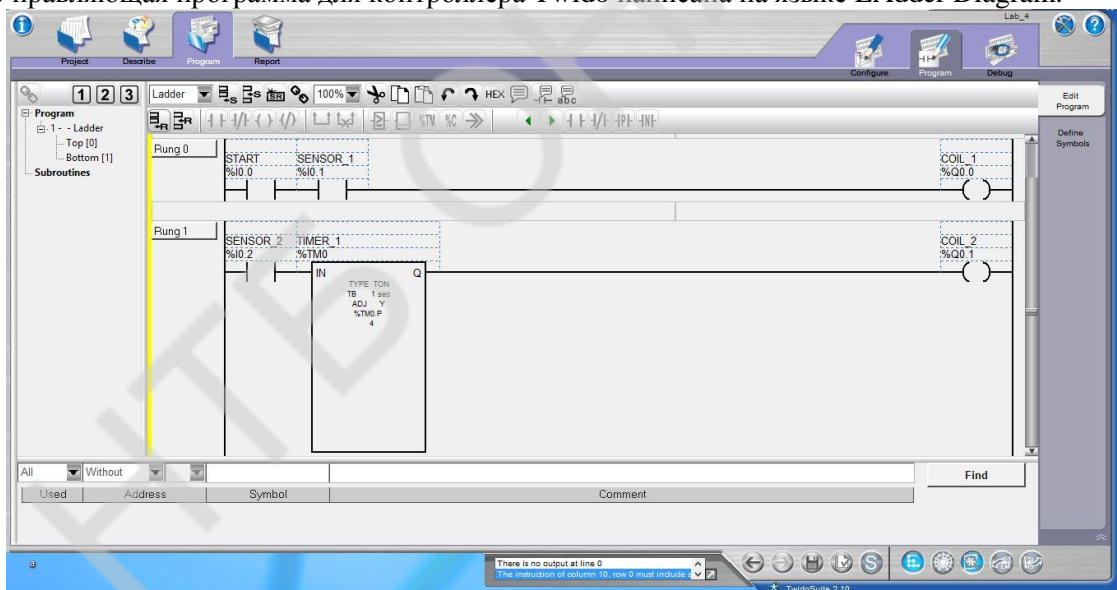 правляющая программа для контроллера Twido написана на языке LAdder Diagram.
Lab_4
Project Describe Program Report
Configure Program Debug
1 2 3
Ladder 100% HEX abc
%TM %C
Edit Program
Define Symbols
Program
1 - - Ladder
Top [0]
Bottom [1]
Subroutines
Rung 0
START SENSOR_1 COIL_1
%I0.0 %I0.1 %Q0.0
Rung 1
SENSOR_2 TIMER_1 COIL_2
%I0.2 %TM0 %Q0.1
IN Q
TYPE TON
TB 1 sec
ADJ Y
%TM0.P
4
All Without Find
Used Address Symbol Comment
There is no output at line 0
The instruction of column 10, row 0 must include
TwidoSuite 2.10
НТБ ОГУ